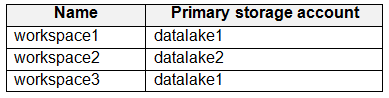 Name Primary storage account
workspace1 datalake1
workspace2 datalake2
workspace3 datalake1